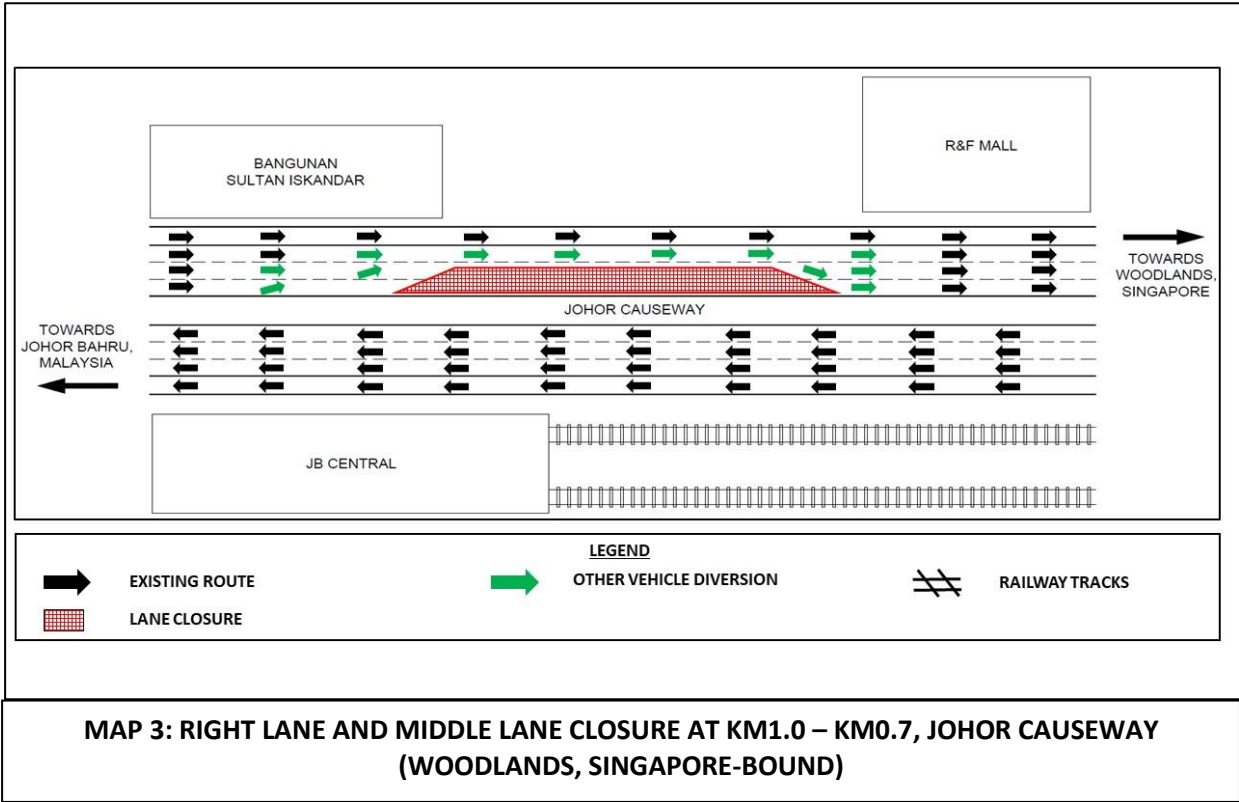 R&F MALL
BANGUNAN
SULTAN ISKANDAR
TOWARDS
WOODLANDS,
SINGAPORE
JOHOR CAUSEWAY
TOWARDS
JOHOR BAHRU,
MALAYSIA
JB CENTRAL
LEGEND
EXISTING ROUTE
OTHER VEHICLE DIVERSION
RAILWAY TRACKS
LANE CLOSURE
MAP 3: RIGHT LANE AND MIDDLE LANE CLOSURE AT KM1.0 – KM0.7, JOHOR CAUSEWAY
(WOODLANDS, SINGAPORE-BOUND)